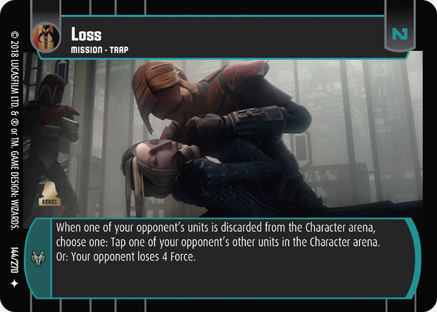 Loss
MISSION - TRAP
N
© 2018 LUCASFILM LTD. & ® or TM. GAME DESIGN: WIZARDS.
IDC
144/270
When one of your opponent's units is discarded from the Character arena,
choose one: Tap one of your opponent's other units in the Character arena.
Or: Your opponent loses 4 Force.